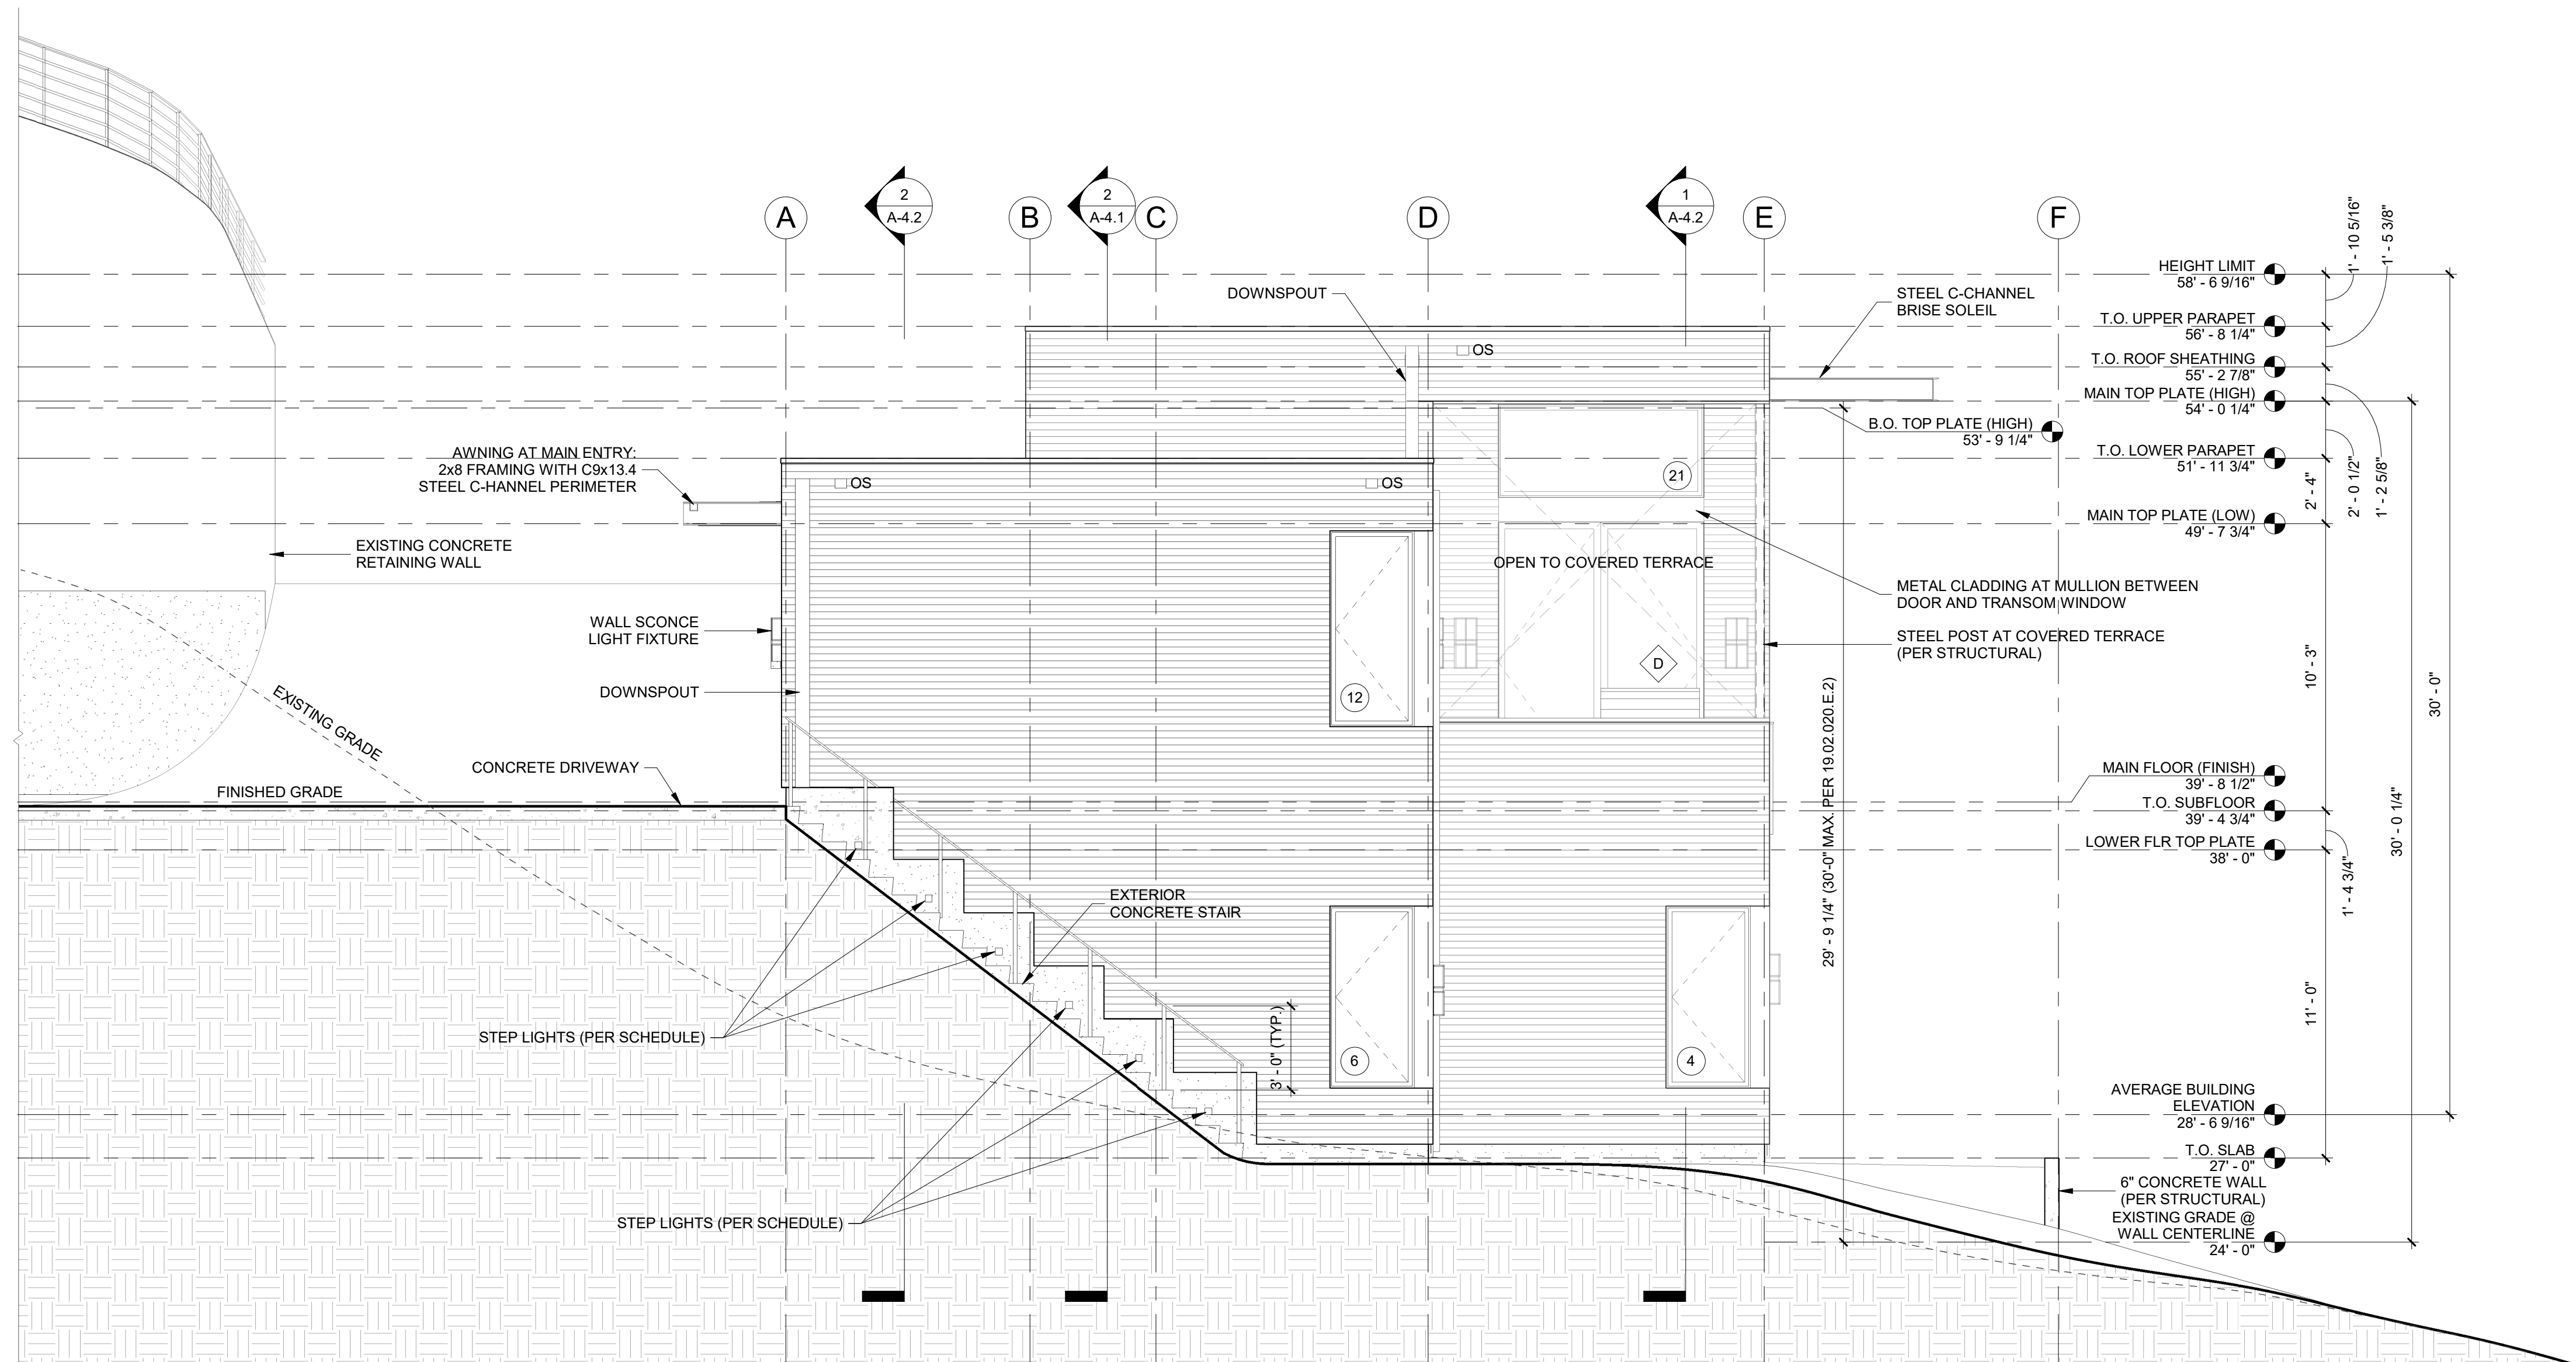 2
A-4.2
2
A-4.1
1
A-4.2
A
B
C
D
E
F
HEIGHT LIMIT
58' - 6 9/16"
T.O. UPPER PARAPET
56' - 8 1/4"
T.O. ROOF SHEATHING
55' - 2 7/8"
MAIN TOP PLATE (HIGH)
54' - 0 1/4"
B.O. TOP PLATE (HIGH)
53' - 9 1/4"
T.O. LOWER PARAPET
51' - 11 3/4"
MAIN TOP PLATE (LOW)
49' - 7 3/4"
MAIN FLOOR (FINISH)
39' - 8 1/2"
T.O. SUBFLOOR
39' - 4 3/4"
LOWER FLR TOP PLATE
38' - 0"
AVERAGE BUILDING
ELEVATION
28' - 6 9/16"
T.O. SLAB
27' - 0"
6" CONCRETE WALL
(PER STRUCTURAL)
EXISTING GRADE @
WALL CENTERLINE
24' - 0"
1' - 10 5/16"
1' - 5 3/8"
2' - 4"
2' - 0 1/2"
1' - 2 5/8"
10' - 3"
30' - 0"
30' - 0 1/4"
1' - 4 3/4"
11' - 0"
29' - 9 1/4" (30'-0" MAX. PER 19.02.020.E.2)
3' - 0" (TYP.)
DOWNSPOUT
STEEL C-CHANNEL
BRISE SOLEIL
OS
OS
OS
AWNING AT MAIN ENTRY:
2x8 FRAMING WITH C9x13.4
STEEL C-HANNEL PERIMETER
EXISTING CONCRETE
RETAINING WALL
21
OPEN TO COVERED TERRACE
METAL CLADDING AT MULLION BETWEEN
DOOR AND TRANSOM WINDOW
WALL SCONCE
LIGHT FIXTURE
STEEL POST AT COVERED TERRACE
(PER STRUCTURAL)
D
12
DOWNSPOUT
EXISTING GRADE
CONCRETE DRIVEWAY
FINISHED GRADE
EXTERIOR
CONCRETE STAIR
STEP LIGHTS (PER SCHEDULE)
6
4
STEP LIGHTS (PER SCHEDULE)